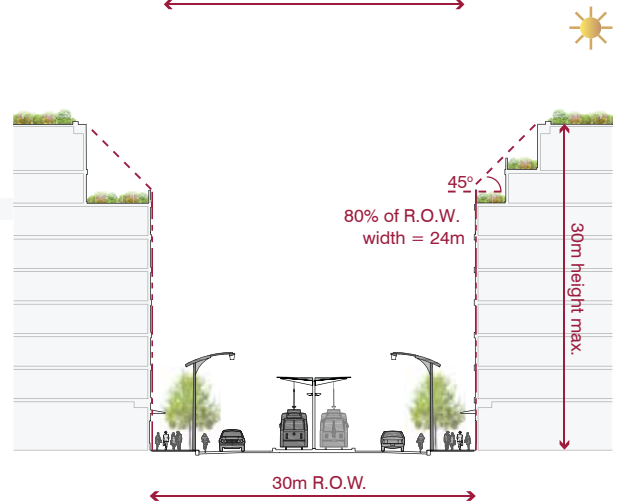 45°
80% of R.O.W.
width = 24m
30m height max.
30m R.O.W.